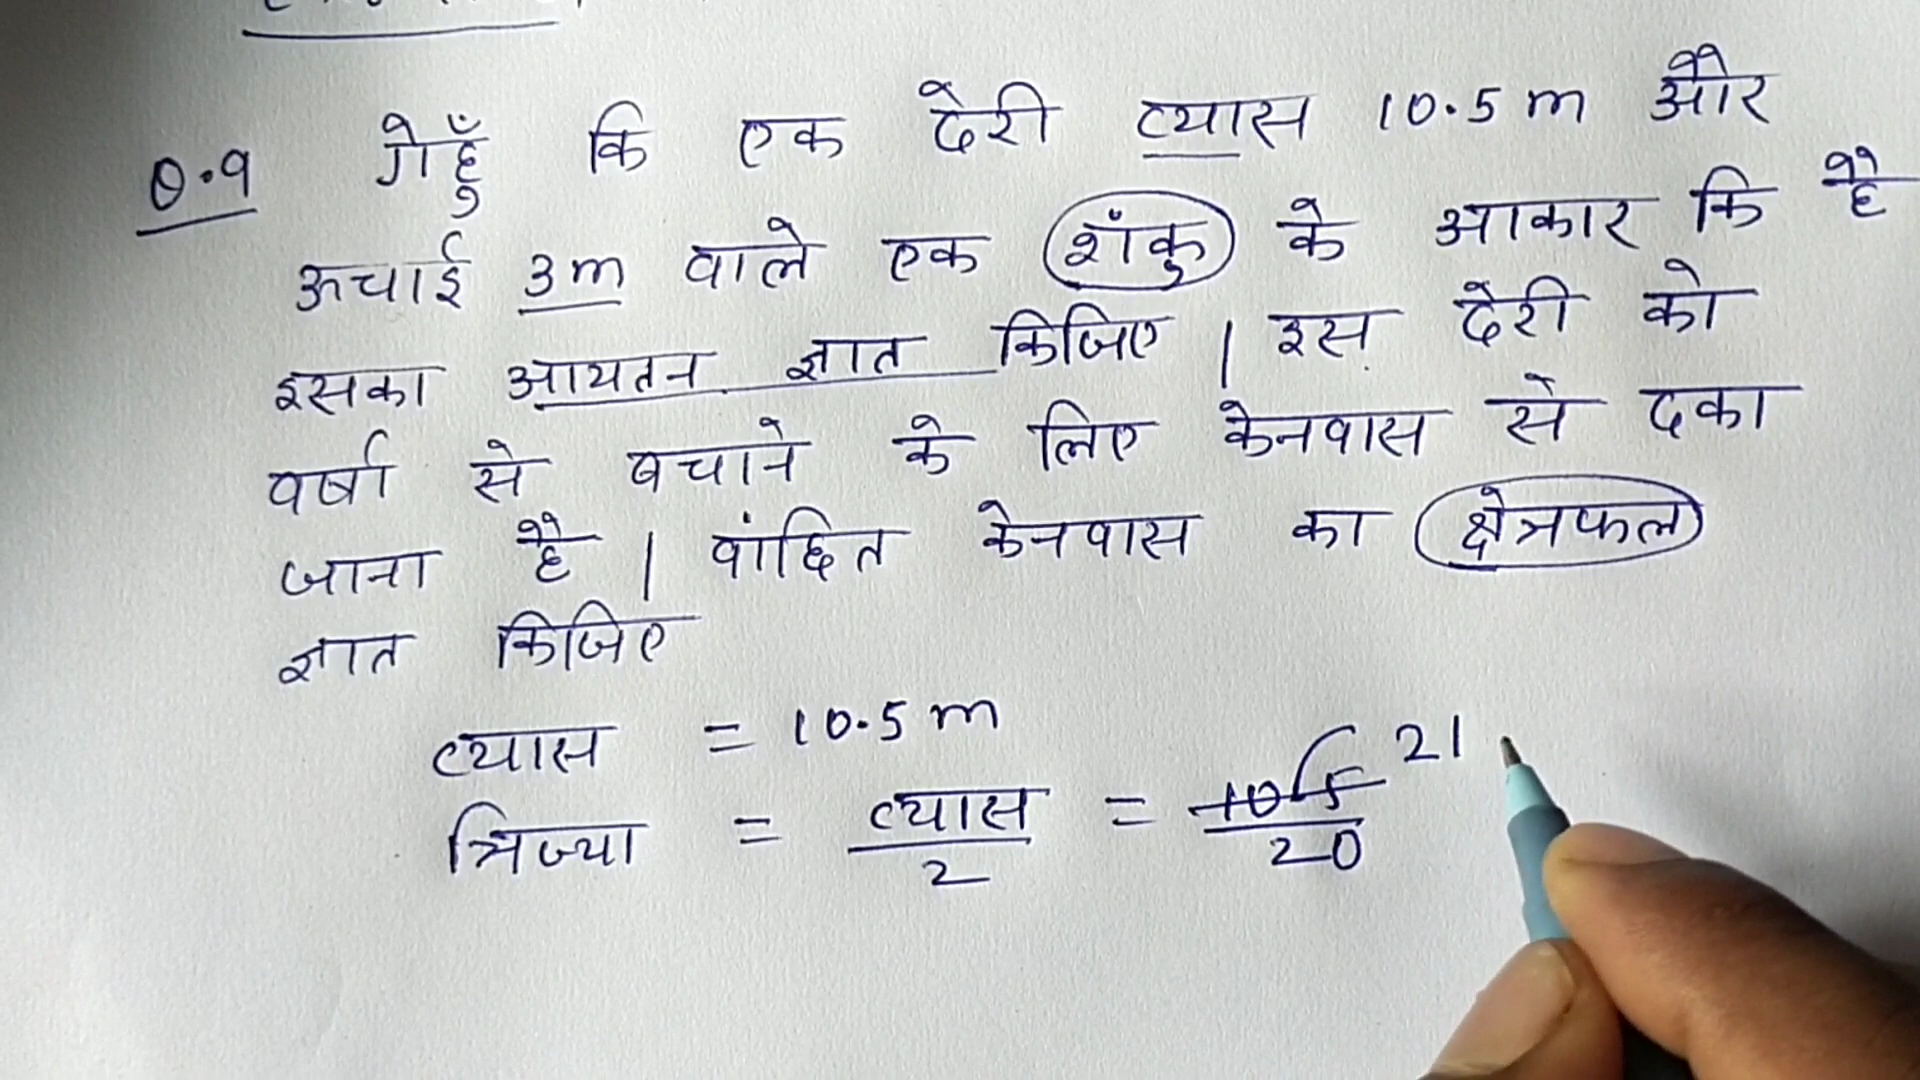 Q.9 गेहूँ कि एक ढेरी व्यास 10.5 m और
ऊचाई 3m वाले एक शँकु के आकार कि है
इसका आयतन ज्ञात किजिए | इस ढेरी को
वर्षा से बचाने के लिए केनवास से ढका
जाना है | वांछित केनवास का क्षेत्रफल
ज्ञात किजिए
व्यास = 10.5 m
त्रिज्या = व्यास/2 = 105/20 21